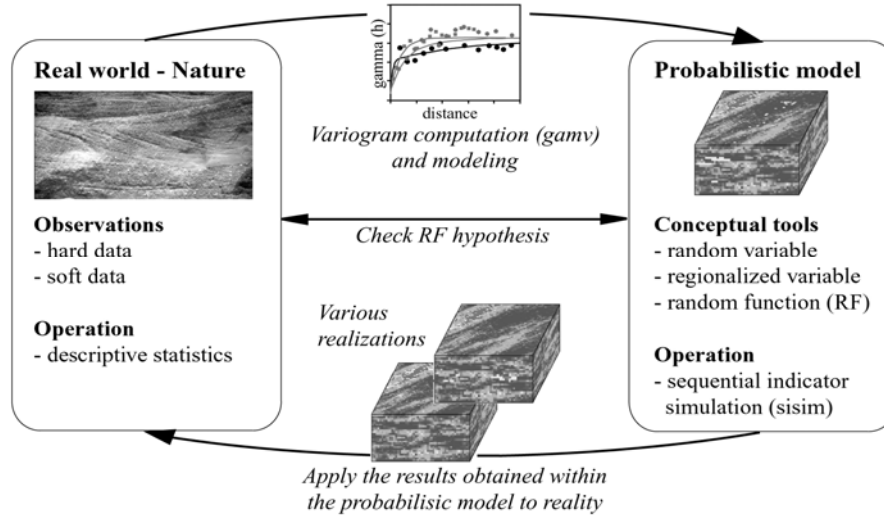 Real world - Nature
Observations
- hard data
- soft data
Operation
- descriptive statistics
gamma (h)
distance
Variogram computation (gamv)
and modeling
Check RF hypothesis
Various
realizations
Apply the results obtained within
the probabilisic model to reality
Probabilistic model
Conceptual tools
- random variable
- regionalized variable
- random function (RF)
Operation
- sequential indicator
simulation (sisim)